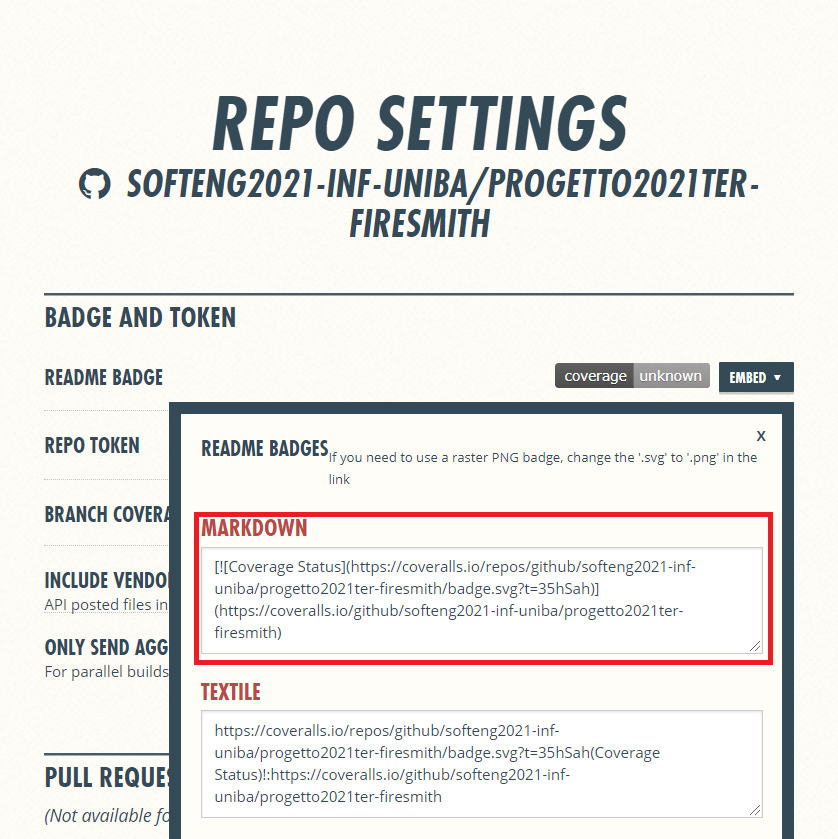 REPO SETTINGS
SOFTENG2021-INF-UNIBA/PROGETTO2021TER-
FIRESMITH
BADGE AND TOKEN
README BADGE
coverage unknown
EMBED
REPO TOKEN
X
README BADGES
If you need to use a raster PNG badge, change the '.svg' to '.png' in the
link
BRANCH COVERA
MARKDOWN
[![Coverage Status](https://coveralls.io/repos/github/softeng2021-inf-
uniba/progetto2021ter-firesmith/badge.svg?t=35hSah)]
(https://coveralls.io/github/softeng2021-inf-uniba/progetto2021ter-
firesmith)
INCLUDE VENDO
API posted files in
ONLY SEND AGG
For parallel builds
TEXTILE
https://coveralls.io/repos/github/softeng2021-inf-
uniba/progetto2021ter-firesmith/badge.svg?t=35hSah(Coverage
Status)!:https://coveralls.io/github/softeng2021-inf-
uniba/progetto2021ter-firesmith
PULL REQUE
(Not available fo